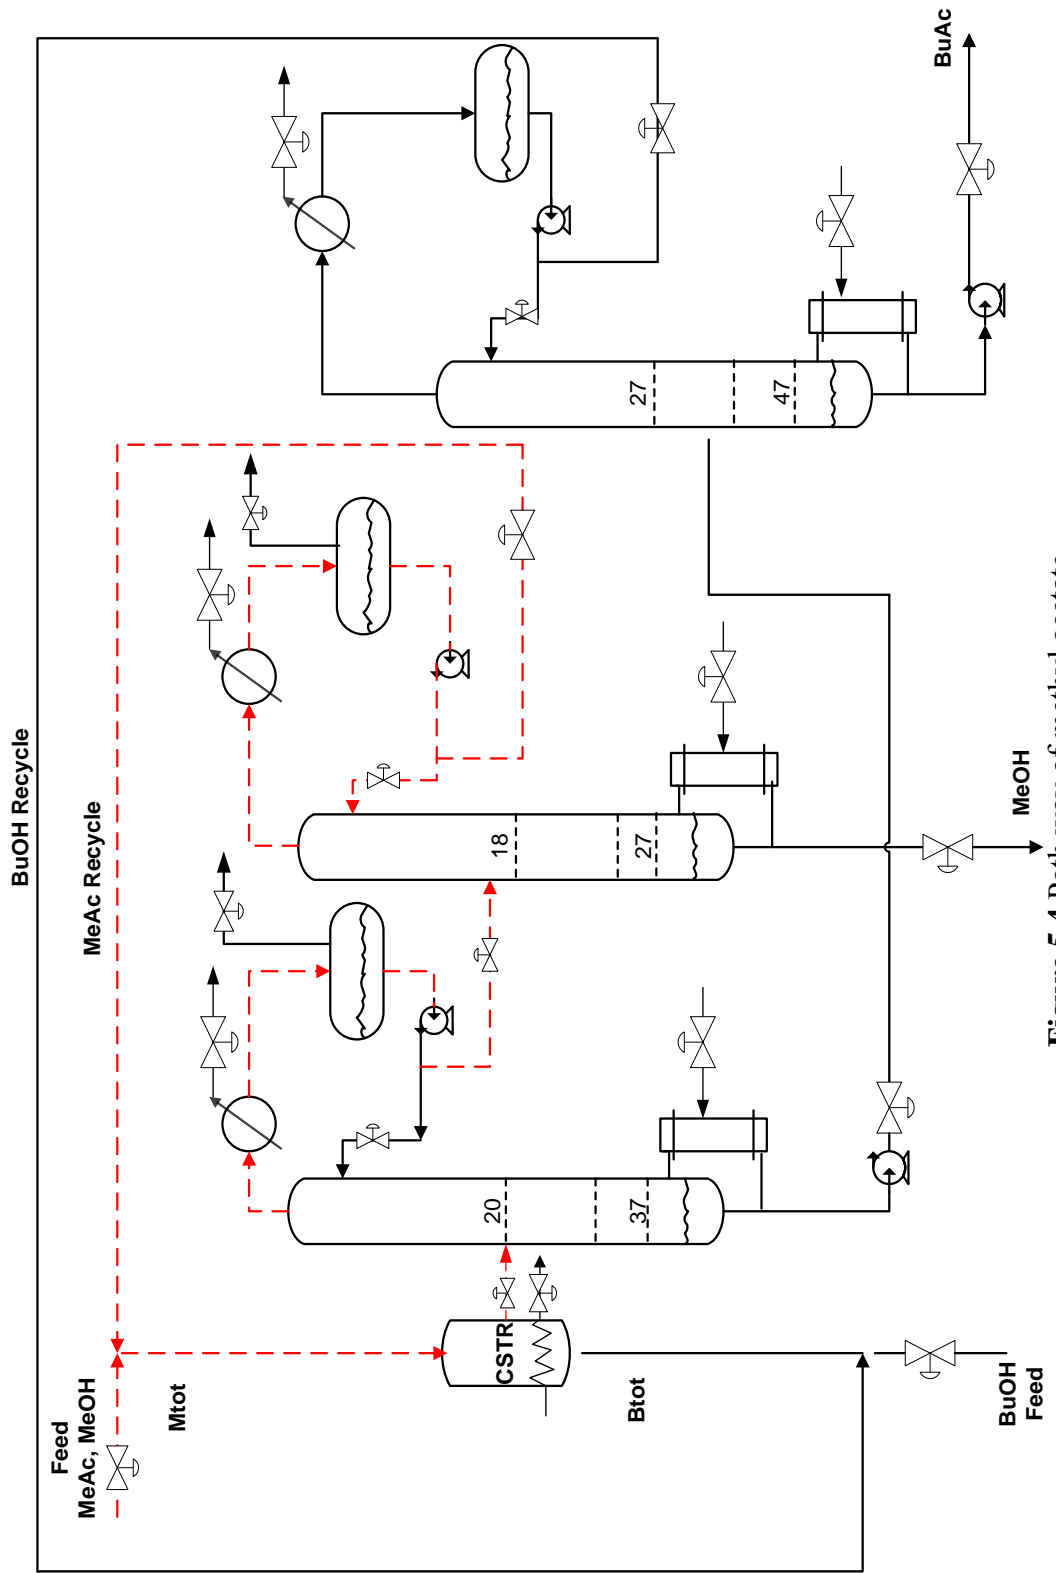 BuOH Recycle
MeAc Recycle
Feed
MeAc, MeOH
Mtot
CSTR
Btot
BuOH
Feed
20
37
18
27
MeOH
27
47
BuAc